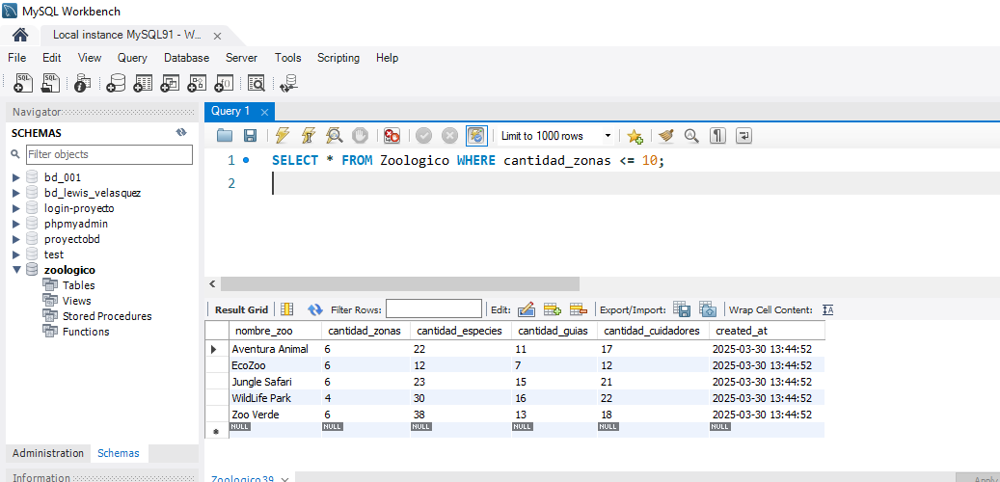 MySQL Workbench
Local instance MySQL91 - W... ×
File Edit View Query Database Server Tools Scripting Help
Navigator
SCHEMAS
Filter objects
bd_001
bd_lewis_velasquez
login-proyecto
phpmyadmin
proyectobd
test
zoologico
Tables
Views
Stored Procedures
Functions
Administration Schemas
Information
Query 1 ×
Limit to 1000 rows
1 SELECT * FROM Zoologico WHERE cantidad_zonas <= 10;
2
Result Grid Filter Rows: Edit: Export/Import: Wrap Cell Content: IA
nombre_zoo cantidad_zonas cantidad_especies cantidad_guias cantidad_cuidadores created_at
Aventura Animal 6 22 11 17 2025-03-30 13:44:52
EcoZoo 6 12 7 12 2025-03-30 13:44:52
Jungle Safari 6 23 15 21 2025-03-30 13:44:52
WildLife Park 4 30 16 22 2025-03-30 13:44:52
Zoo Verde 6 38 13 18 2025-03-30 13:44:52
NULL NULL NULL NULL NULL NULL
Zoologico 39 × Apply